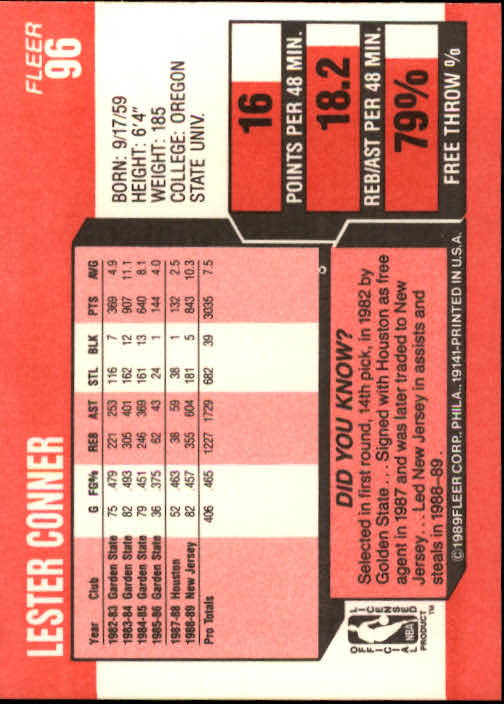 LESTER CONNER
FLEER
96
BORN: 9/17/59
HEIGHT: 6'4"
WEIGHT: 185
COLLEGE: OREGON
STATE UNIV.
16
POINTS PER 48 MIN.
18.2
REB/AST PER 48 MIN.
79%
FREE THROW %
Year Club G FG% REB AST STL BLK PTS AVG
1982-83 Garden State 75 .479 221 253 116 7 369 4.9
1983-84 Garden State 82 .493 305 401 162 12 907 11.1
1984-85 Garden State 79 .451 246 369 161 13 640 8.1
1985-86 Garden State 36 .375 62 43 24 1 144 4.0
1987-88 Houston 52 .463 38 59 38 1 132 2.5
1988-89 New Jersey 82 .457 355 604 181 5 843 10.3
Pro Totals 406 .465 1227 1729 682 39 3035 7.5
DID YOU KNOW?
Selected in first round, 14th pick, in 1982 by
Golden State... Signed with Houston as free
agent in 1987 and was later traded to New
Jersey... Led New Jersey in assists and
steals in 1988-89.
©1989 FLEER CORP., PHILA., 19141-PRINTED IN U.S.A.
OFFICIAL
LICENSED
NBA
PRODUCT™